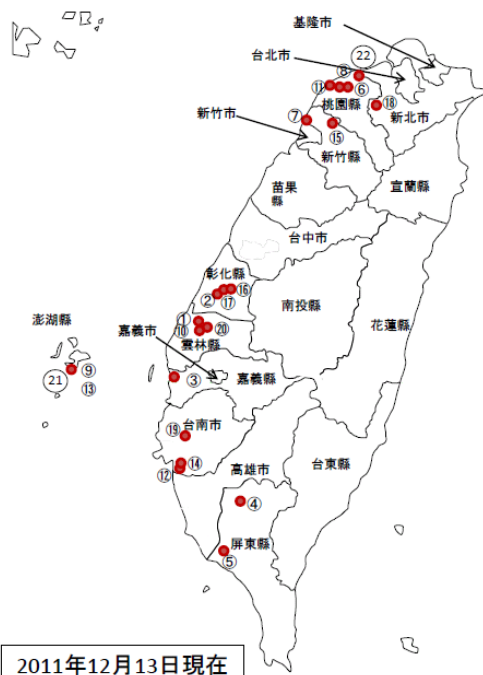 基隆市
台北市
㉒
⑧
⑪
⑥
桃園縣
⑱
新北市
新竹市
⑦
⑮
新竹縣
宜蘭縣
苗栗
縣
台中市
彰化縣
⑯
②
⑰
南投縣
花蓮縣
澎湖縣
①
⑩
⑳
雲林縣
嘉義市
⑨
㉑
⑬
③
嘉義縣
⑲
台南市
⑭
⑫
高雄市
台東縣
④
屏東縣
⑤
2011年12月13日現在